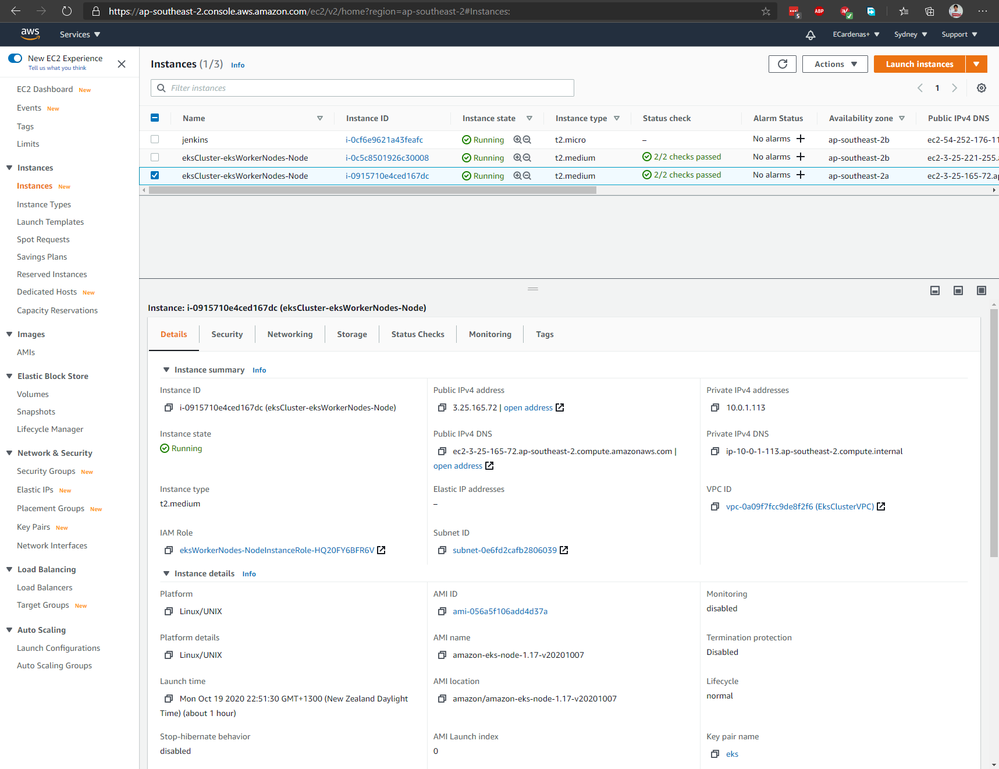 https://ap-southeast-2.console.aws.amazon.com/ec2/v2/home?region=ap-southeast-2#Instances:
5
ABP
aws
Services
ECardenas+
Sydney
Support
New EC2 Experience
Tell us what you think
EC2 Dashboard New
Events New
Tags
Limits
Instances
Instances New
Instance Types
Launch Templates
Spot Requests
Savings Plans
Reserved Instances
Dedicated Hosts New
Capacity Reservations
Images
AMIs
Elastic Block Store
Volumes
Snapshots
Lifecycle Manager
Network & Security
Security Groups New
Elastic IPs New
Placement Groups New
Key Pairs New
Network Interfaces
Load Balancing
Load Balancers
Target Groups New
Auto Scaling
Launch Configurations
Auto Scaling Groups
Instances (1/3) Info
Actions
Launch instances
Filter instances
1
Name Instance ID Instance state Instance type Status check Alarm Status Availability zone Public IPv4 DNS
jenkins i-0cf6e9621a43feafc Running t2.micro – No alarms + ap-southeast-2b ec2-54-252-176-11
eksCluster-eksWorkerNodes-Node i-0c5c8501926c30008 Running t2.medium 2/2 checks passed No alarms + ap-southeast-2b ec2-3-25-221-255.a
eksCluster-eksWorkerNodes-Node i-0915710e4ced167dc Running t2.medium 2/2 checks passed No alarms + ap-southeast-2a ec2-3-25-165-72.ap
Instance: i-0915710e4ced167dc (eksCluster-eksWorkerNodes-Node)
Details Security Networking Storage Status Checks Monitoring Tags
Instance summary Info
Instance ID
i-0915710e4ced167dc (eksCluster-eksWorkerNodes-Node)
Public IPv4 address
3.25.165.72 | open address
Private IPv4 addresses
10.0.1.113
Instance state
Running
Public IPv4 DNS
ec2-3-25-165-72.ap-southeast-2.compute.amazonaws.com |
open address
Private IPv4 DNS
ip-10-0-1-113.ap-southeast-2.compute.internal
Instance type
t2.medium
Elastic IP addresses
–
VPC ID
vpc-0a09f7fcc9de8f2f6 (EksClusterVPC)
IAM Role
eksWorkerNodes-NodeInstanceRole-HQ20FY6BFR6V
Subnet ID
subnet-0e6fd2cafb2806039
Instance details Info
Platform
Linux/UNIX
AMI ID
ami-056a5f106add4d37a
Monitoring
disabled
Platform details
Linux/UNIX
AMI name
amazon-eks-node-1.17-v20201007
Termination protection
Disabled
Launch time
Mon Oct 19 2020 22:51:30 GMT+1300 (New Zealand Daylight
Time) (about 1 hour)
AMI location
amazon/amazon-eks-node-1.17-v20201007
Lifecycle
normal
Stop-hibernate behavior
disabled
AMI Launch index
0
Key pair name
eks